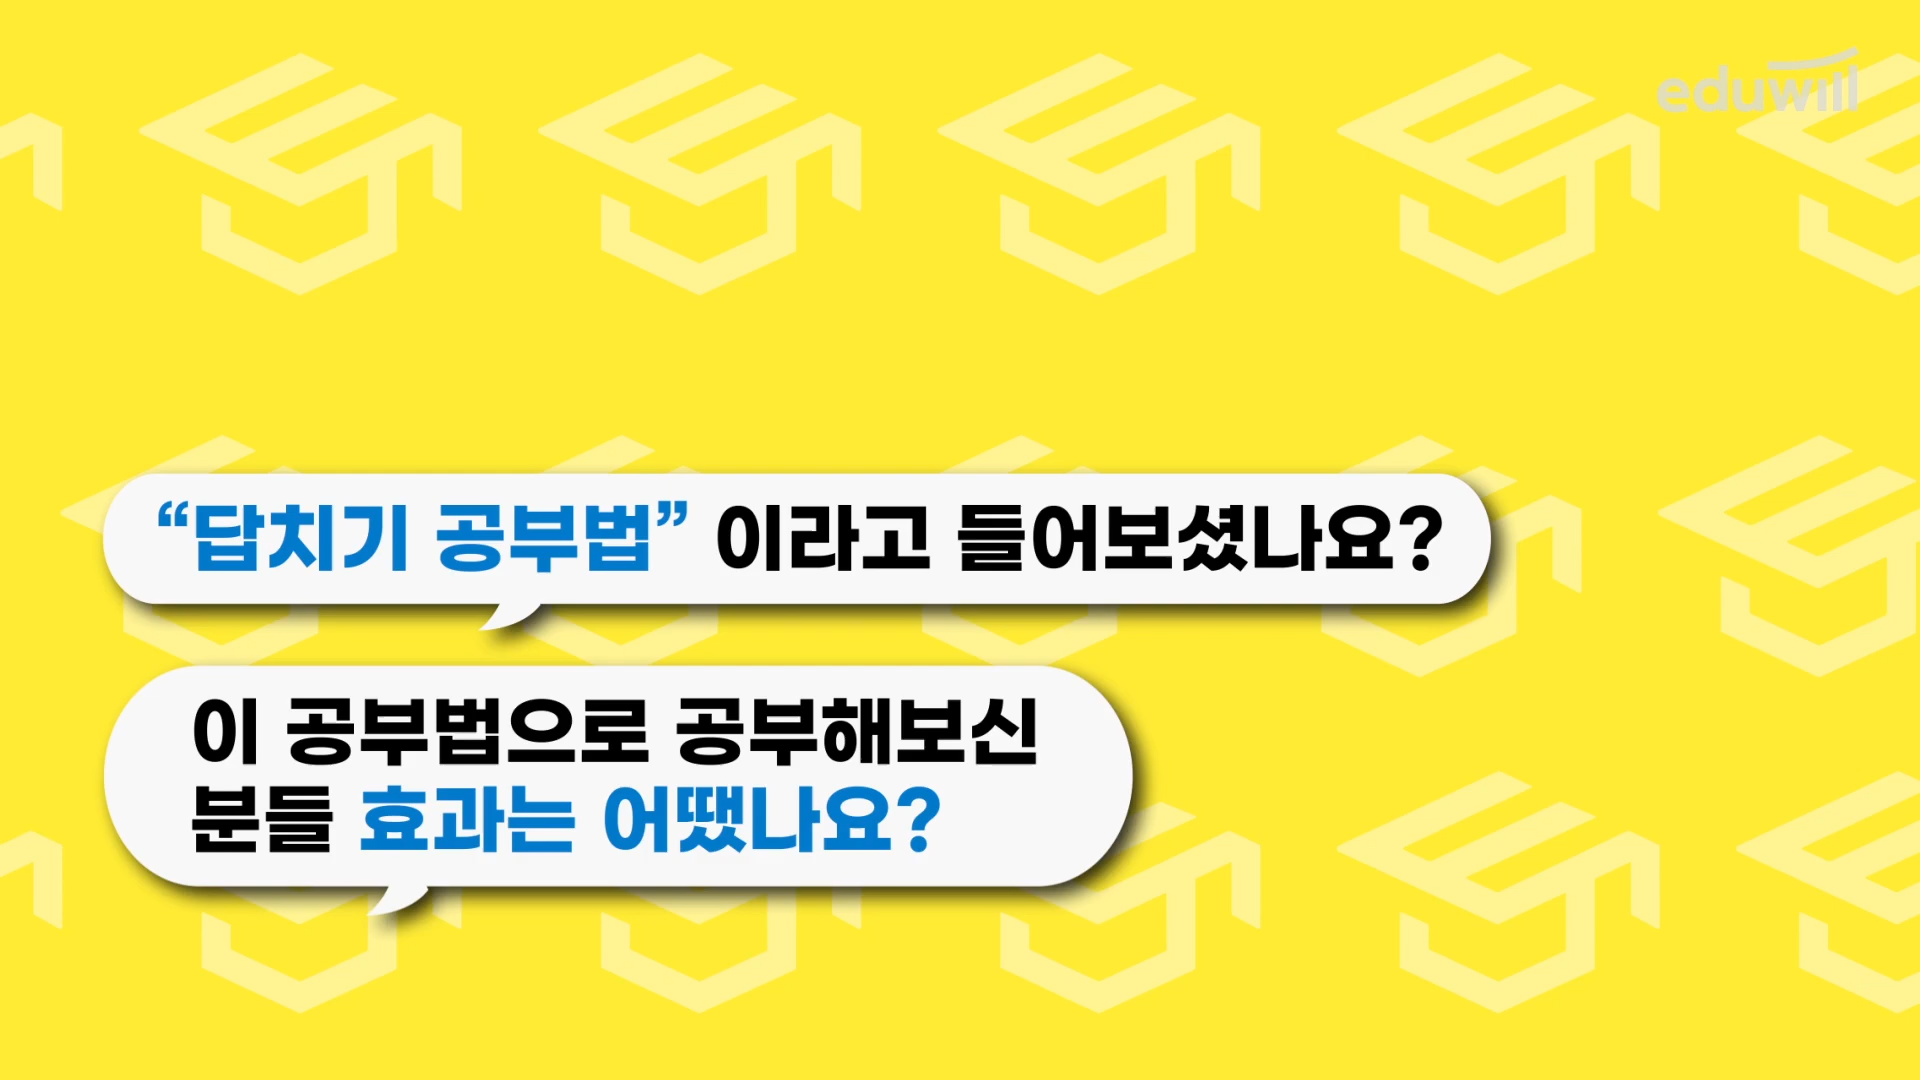 eduwill
“답치기 공부법” 이라고 들어보셨나요?
이 공부법으로 공부해보신
분들 효과는 어땠나요?